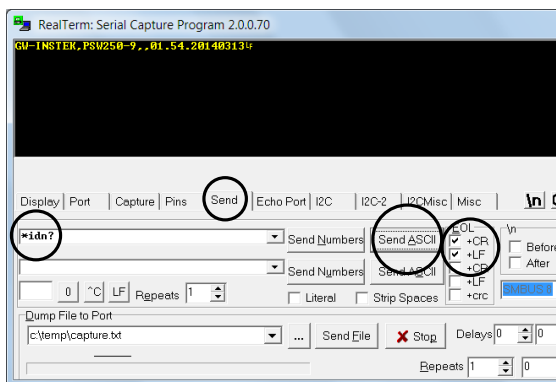 RealTerm: Serial Capture Program 2.0.0.70
GW-INSTEK,PSW250-9,,01.54.20140313
Display Port Capture Pins Send Echo Port I2C I2C-2 I2CMisc Misc \n
*idn? Send Numbers Send ASCII EOL +CR +LF \n Before After
Send Numbers Send ASCII +CR +LF +crc SMBUS 8
0 ^C LF Repeats 1 Literal Strip Spaces
Dump File to Port
c:\temp\capture.txt ... Send File Stop Delays 0 0
Repeats 1 0